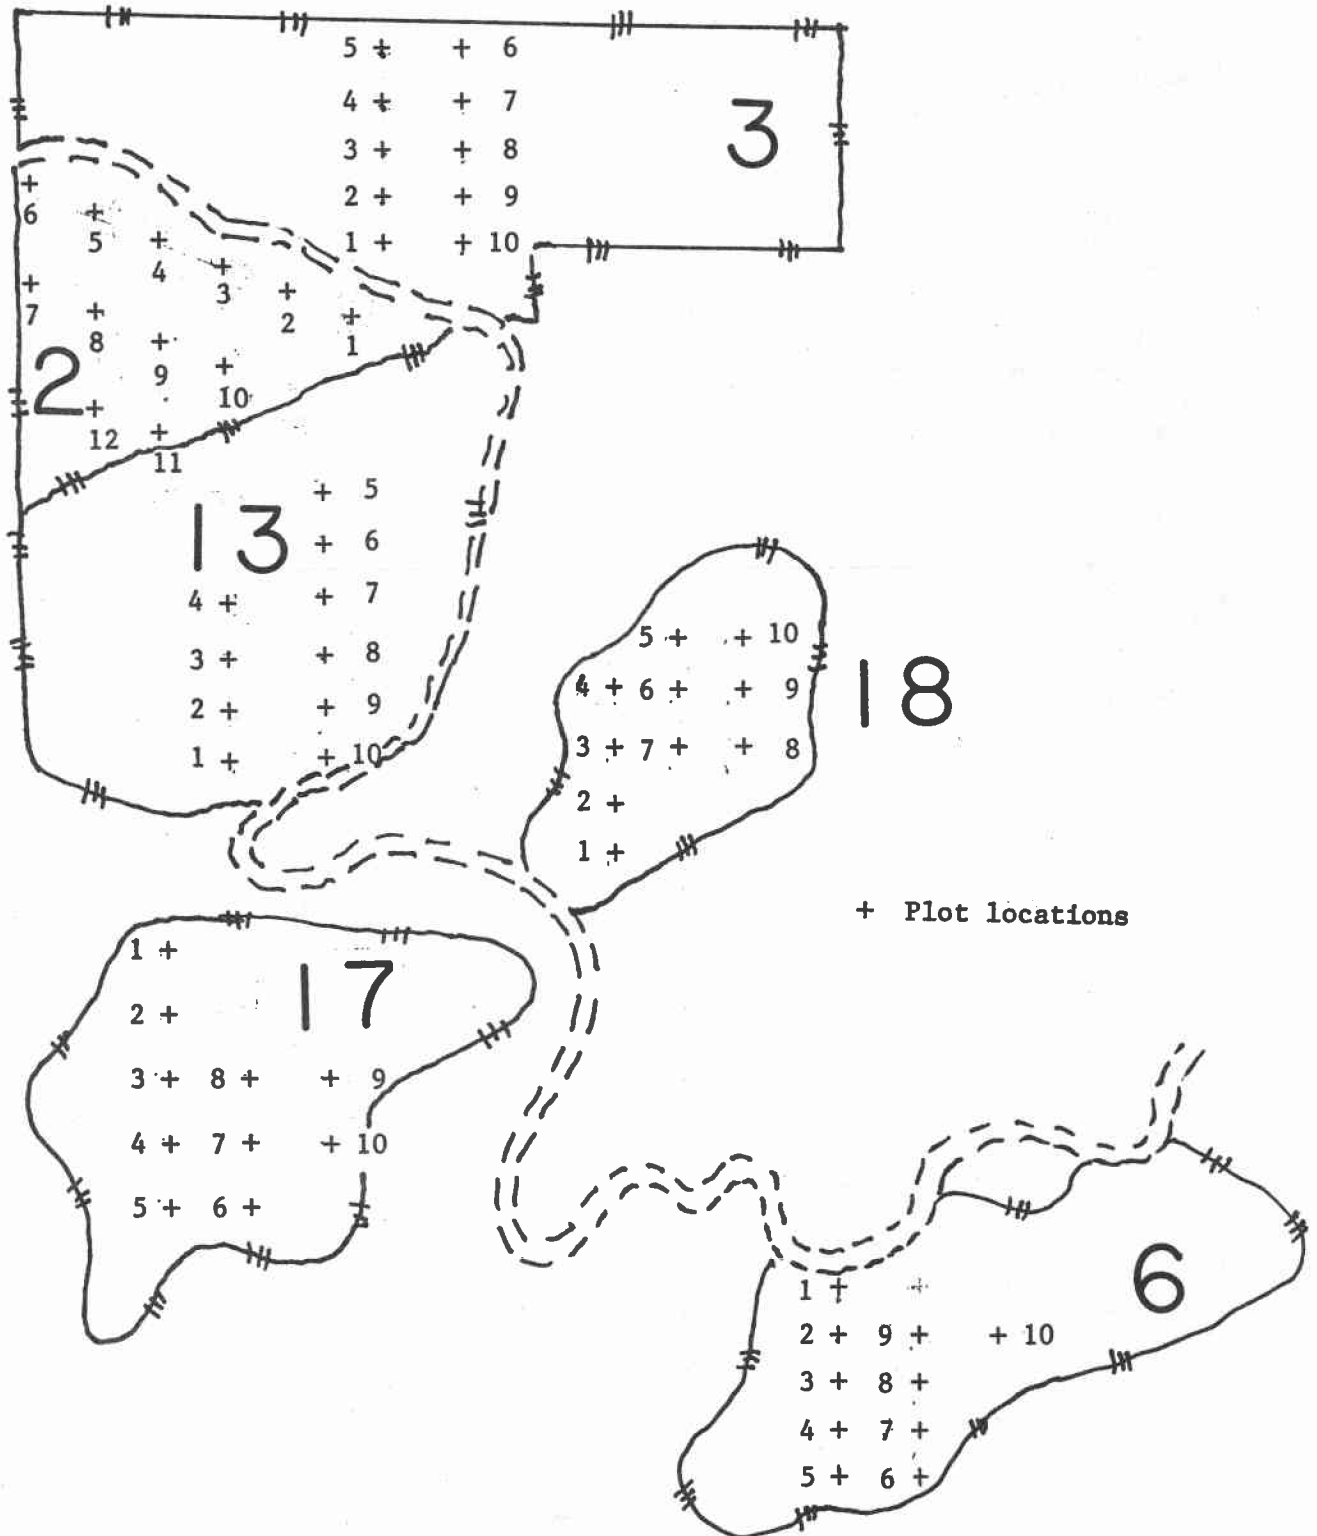 5 + + 6
4 + + 7
3 + + 8
2 + + 9
1 + + 10
3
+ + + + + +
6 5 4 3 2 1
+ + + +
7 8 9 10
2
+ +
12 11
13
+ 5
+ 6
4 + + 7
3 + + 8
2 + + 9
1 + + 10
5 + + 10
4 + 6 + + 9
3 + 7 + + 8
2 +
1 +
18
+ Plot locations
1 +
17
2 +
3 + 8 + + 9
4 + 7 + + 10
5 + 6 +
6
1 + +
2 + 9 + + 10
3 + 8 +
4 + 7 +
5 + 6 +